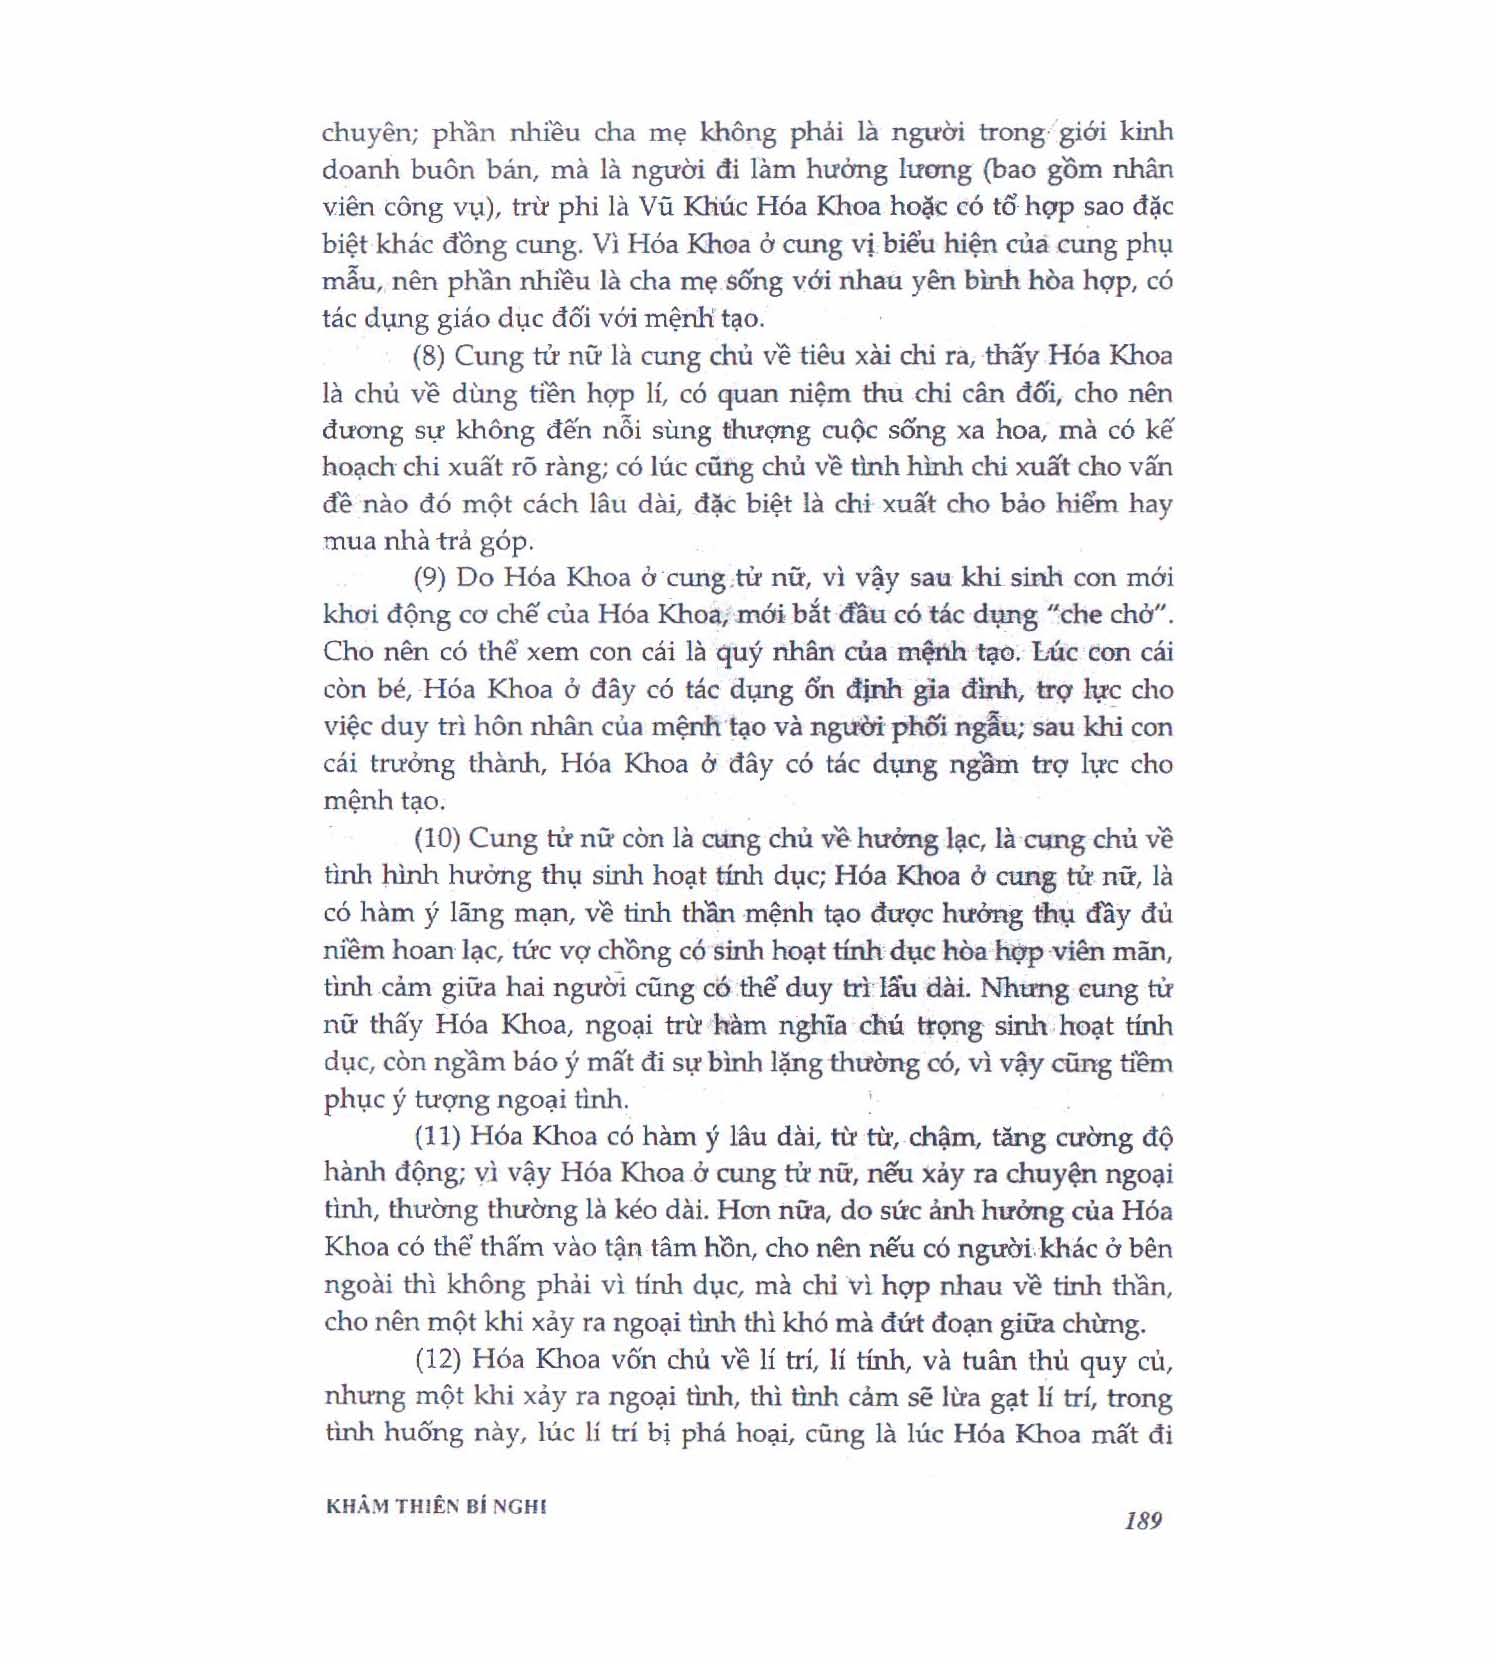 chuyên; phần nhiều cha mẹ không phải là người trong giới kinh
doanh buôn bán, mà là người đi làm hưởng lương (bao gồm nhân
viên công vụ), trừ phi là Vũ Khúc Hóa Khoa hoặc có tổ hợp sao đặc
biệt khác đồng cung. Vì Hóa Khoa ở cung vị biểu hiện của cung phụ
mẫu, nên phần nhiều là cha mẹ sống với nhau yên bình hòa hợp, có
tác dụng giáo dục đối với mệnh tạo.
(8) Cung tử nữ là cung chủ về tiêu xài chi ra, thấy Hóa Khoa
là chủ về dùng tiền hợp lí, có quan niệm thu chi cân đối, cho nên
đương sự không đến nỗi sùng thượng cuộc sống xa hoa, mà có kế
hoạch chi xuất rõ ràng; có lúc cũng chủ về tình hình chi xuất cho vấn
đề nào đó một cách lâu dài, đặc biệt là chi xuất cho bảo hiểm hay
mua nhà trả góp.
(9) Do Hóa Khoa ở cung tử nữ, vì vậy sau khi sinh con mới
khơi động cơ chế của Hóa Khoa, mới bắt đầu có tác dụng "che chở".
Cho nên có thể xem con cái là quý nhân của mệnh tạo. Lúc con cái
còn bé, Hóa Khoa ở đây có tác dụng ổn định gia đình, trợ lực cho
việc duy trì hôn nhân của mệnh tạo và người phối ngẫu; sau khi con
cái trưởng thành, Hóa Khoa ở đây có tác dụng ngầm trợ lực cho
mệnh tạo.
(10) Cung tử nữ còn là cung chủ về hưởng lạc, là cung chủ về
tình hình hưởng thụ sinh hoạt tính dục; Hóa Khoa ở cung tử nữ, là
có hàm ý lãng mạn, về tinh thần mệnh tạo được hưởng thụ đầy đủ
niềm hoan lạc, tức vợ chồng có sinh hoạt tính dục hòa hợp viên mãn,
tình cảm giữa hai người cũng có thể duy trì lâu dài. Nhưng cung tử
nữ thấy Hóa Khoa, ngoại trừ hàm nghĩa chú trọng sinh hoạt tính
dục, còn ngầm báo ý mất đi sự bình lặng thường có, vì vậy cũng tiềm
phục ý tượng ngoại tình.
(11) Hóa Khoa có hàm ý lâu dài, từ từ, chậm, tăng cường độ
hành động; vì vậy Hóa Khoa ở cung tử nữ, nếu xảy ra chuyện ngoại
tình, thường thường là kéo dài. Hơn nữa, do sức ảnh hưởng của Hóa
Khoa có thể thấm vào tận tâm hồn, cho nên nếu có người khác ở bên
ngoài thì không phải vì tính dục, mà chỉ vì hợp nhau về tinh thần,
cho nên một khi xảy ra ngoại tình thì khó mà đứt đoạn giữa chừng.
(12) Hóa Khoa vốn chủ về lí trí, lí tính, và tuân thủ quy củ,
nhưng một khi xảy ra ngoại tình, thì tình cảm sẽ lừa gạt lí trí, trong
tình huống này, lúc lí trí bị phá hoại, cũng là lúc Hóa Khoa mất đi
KHÂM THIÊN BÍ NGHI
189